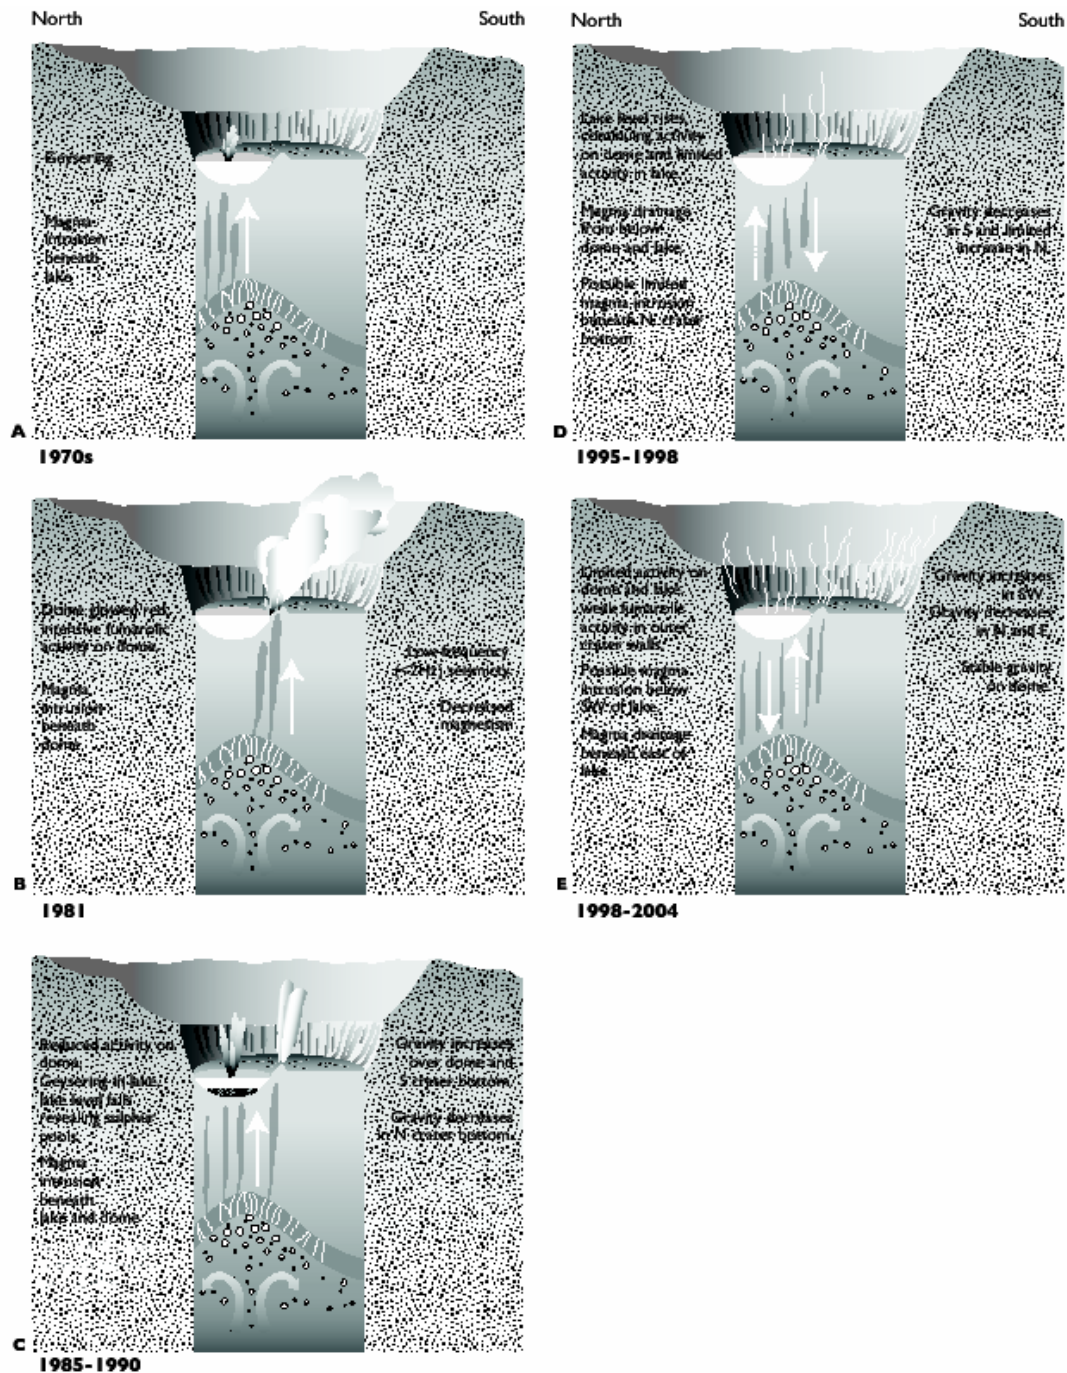 North
South
Geysering
Magma
intrusion
beneath
lake
A
1970s
Dome glowed red,
intensive fumarolic
activity on dome.
Magma
intrusion
beneath
dome.
Low-frequency
seismicity.
Decreased
magnetism.
B
1981
Reduced activity on
dome.
Geysering in lake,
lake level falls
revealing sulphur
pools.
Magma
intrusion
beneath
lake and dome
Gravity increases
over dome and
S crater bottom.
Gravity decreases
in N crater bottom.
C
1985-1990
North
South
Lake level rises,
continuing activity
on dome and limited
activity in lake.
Magma drainage
from below
dome and lake.
Possible limited
magma intrusion
beneath N. crater
bottom.
Gravity decreases
in S and limited
increase in N.
D
1995-1998
Limited activity on
dome and lake,
weak fumarolic
activity in outer
crater walls.
Possible magma
intrusion below
SW of lake.
Magma drainage
beneath east of
lake.
Gravity increases
in SW.
Gravity decreases
in N and E.
Stable gravity
on dome.
E
1998-2004